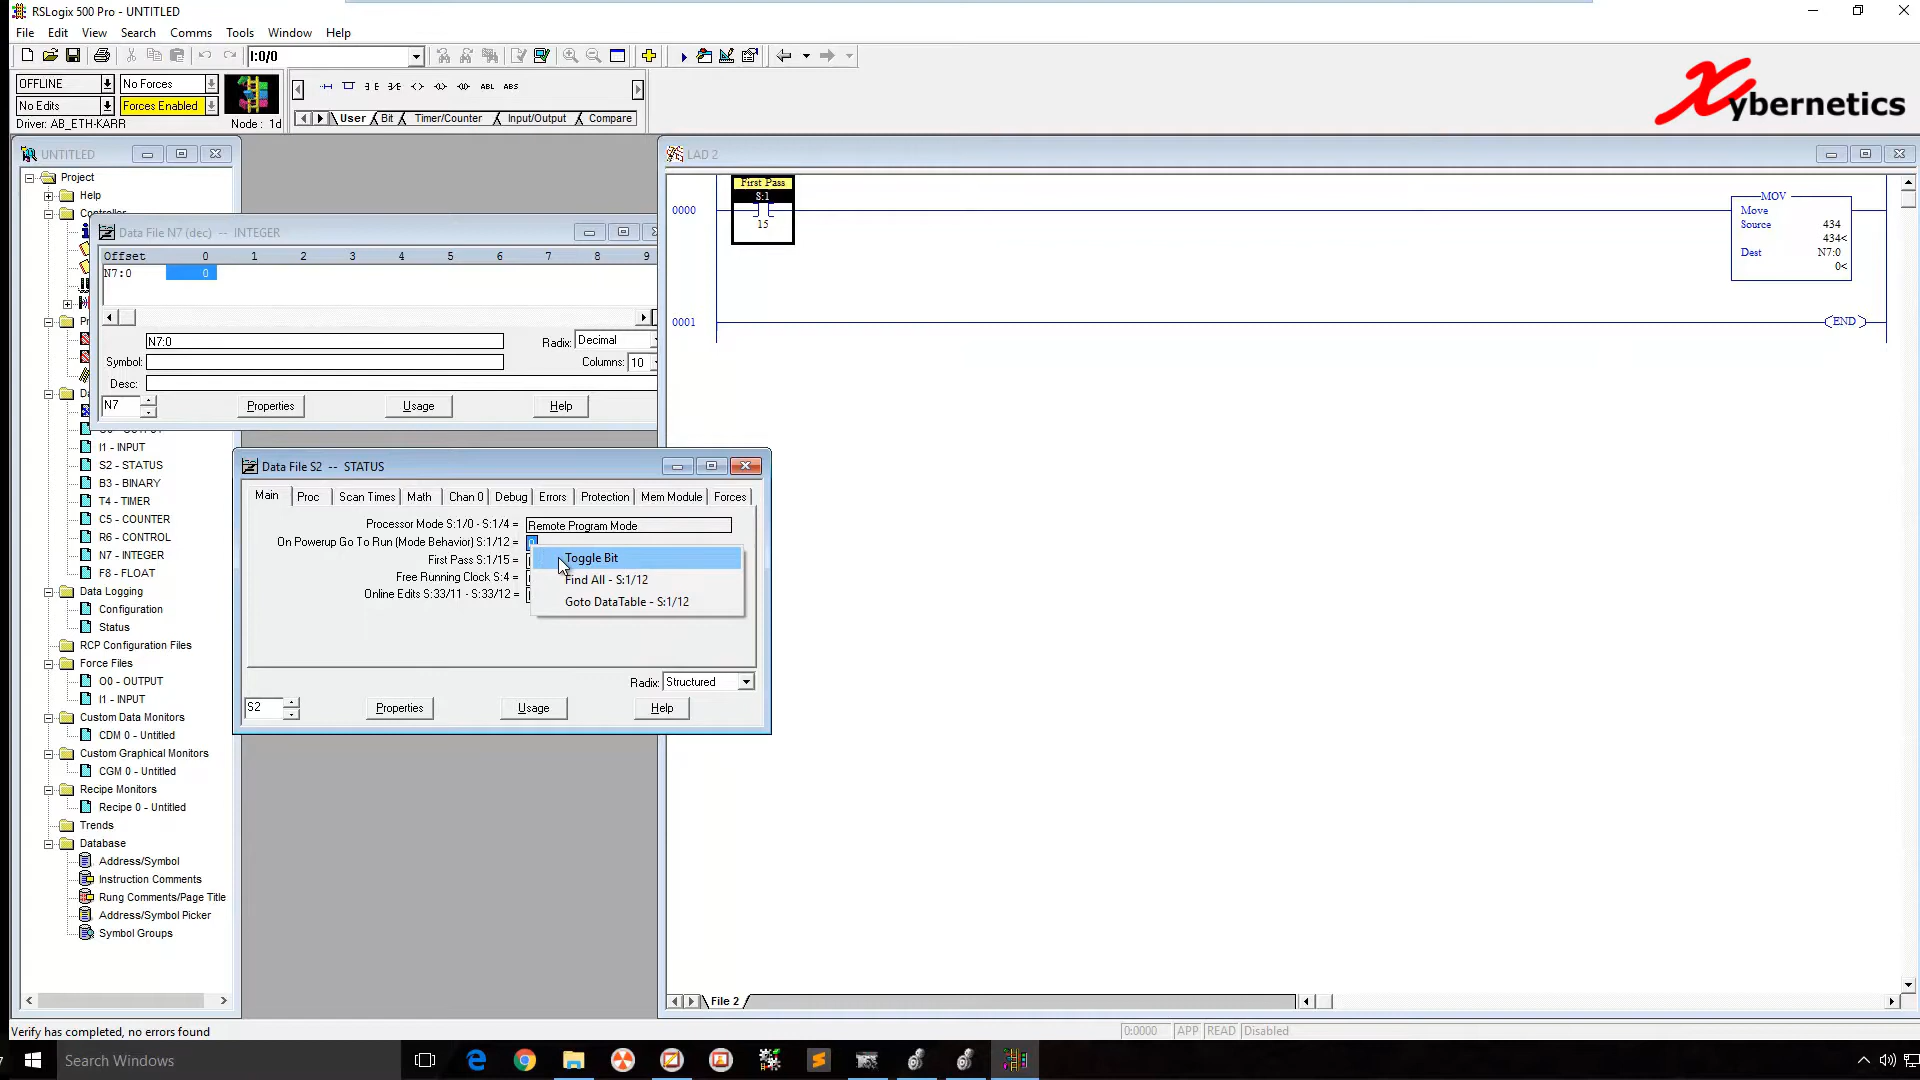 RSLogix 500 Pro - UNTITLED
File Edit View Search Comms Tools Window Help
I:0/0
OFFLINE No Forces
No Edits Forces Enabled
Driver: AB_ETH-KARR Node : 1d
ABL ABS
User Bit Timer/Counter Input/Output Compare
Xybernetics
UNTITLED
Project
Help
Controller
I1 - INPUT
S2 - STATUS
B3 - BINARY
T4 - TIMER
C5 - COUNTER
R6 - CONTROL
N7 - INTEGER
F8 - FLOAT
Data Logging
Configuration
Status
RCP Configuration Files
Force Files
O0 - OUTPUT
I1 - INPUT
Custom Data Monitors
CDM 0 - Untitled
Custom Graphical Monitors
CGM 0 - Untitled
Recipe Monitors
Recipe 0 - Untitled
Trends
Database
Address/Symbol
Instruction Comments
Rung Comments/Page Title
Address/Symbol Picker
Symbol Groups
Data File N7 (dec) -- INTEGER
Offset 0 1 2 3 4 5 6 7 8 9
N7:0 0
N7:0 Radix: Decimal
Symbol: Columns: 10
Desc:
N7 Properties Usage Help
Data File S2 -- STATUS
Main Proc Scan Times Math Chan 0 Debug Errors Protection Mem Module Forces
Processor Mode S:1/0 - S:1/4 = Remote Program Mode
On Powerup Go To Run (Mode Behavior) S:1/12 = 0
First Pass S:1/15 =
Free Running Clock S:4 =
Online Edits S:33/11 - S:33/12 =
Toggle Bit
Find All - S:1/12
Goto DataTable - S:1/12
Radix: Structured
S2 Properties Usage Help
LAD 2
First Pass
S:1
0000
15
MOV
Move
Source 434
434<
Dest N7:0
0<
0001
END
File 2
Verify has completed, no errors found
0:0000 APP READ Disabled
Search Windows